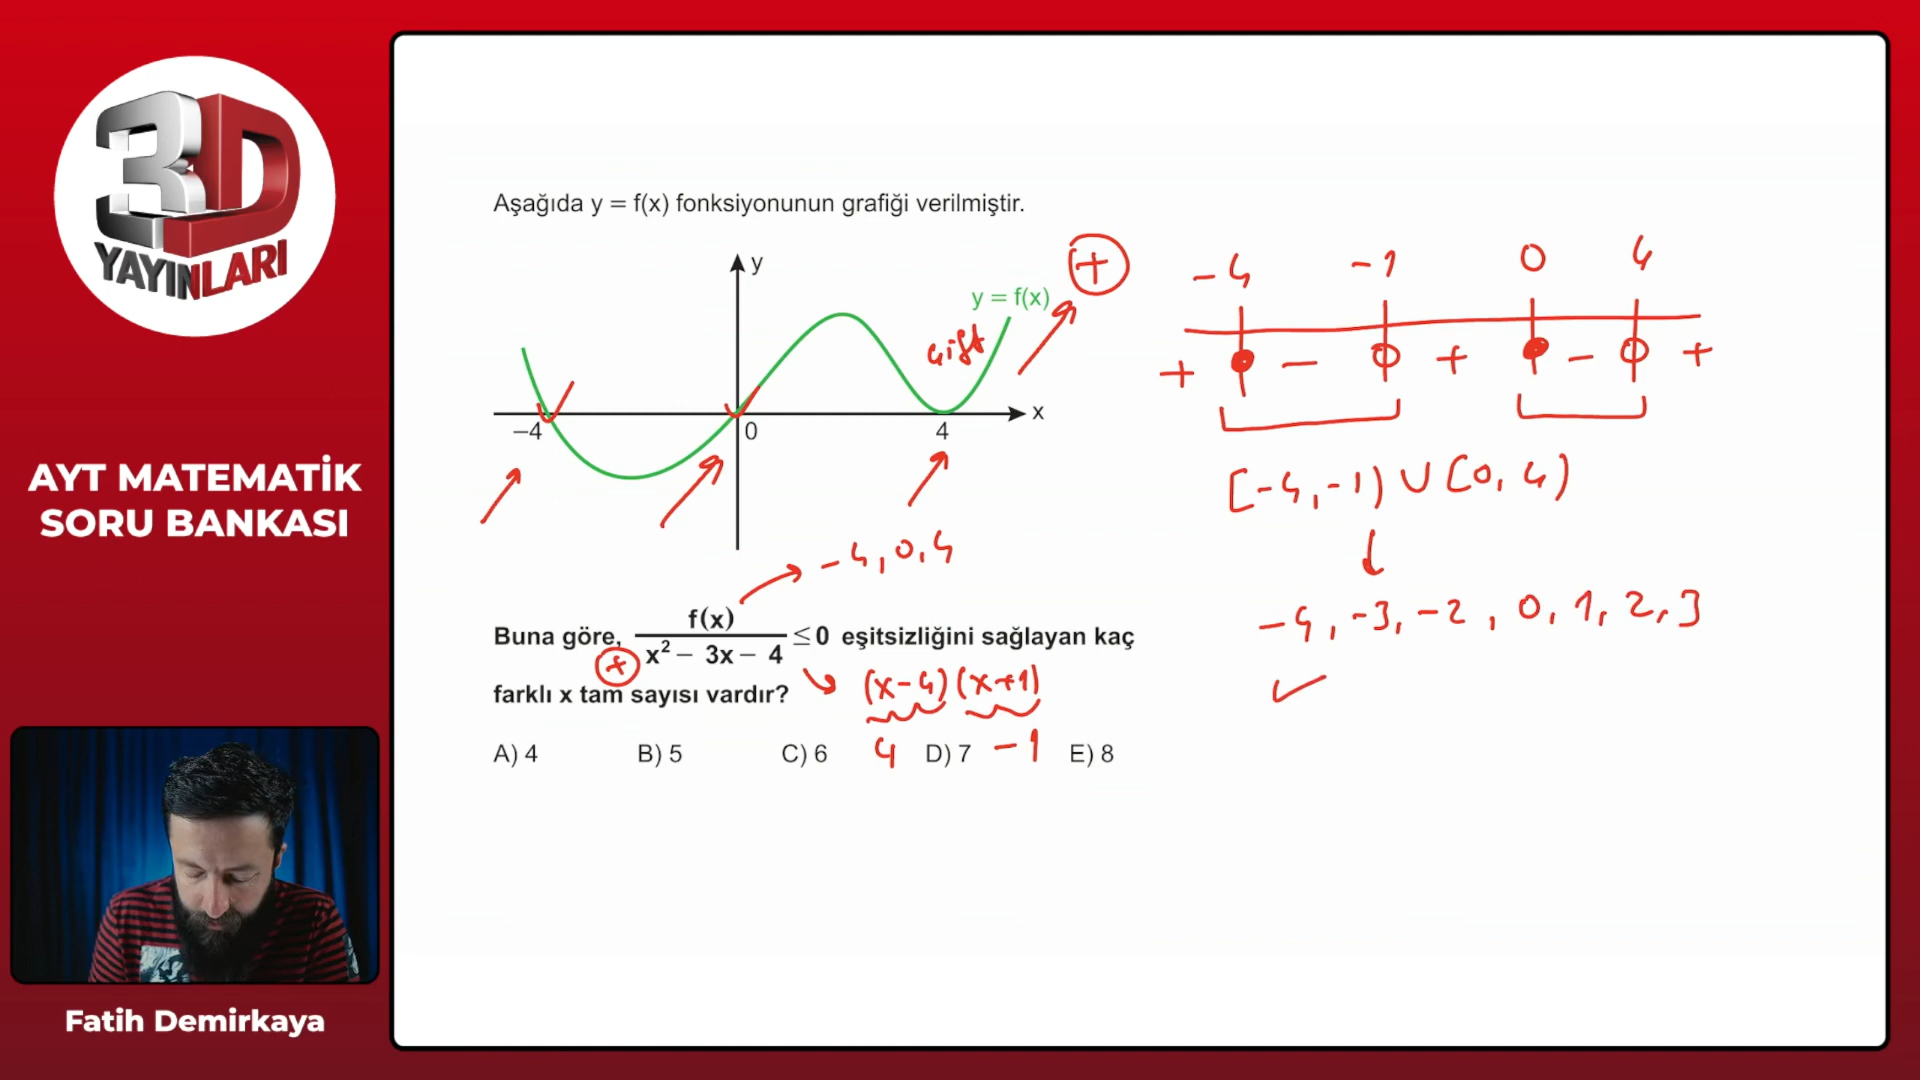 3D
YAYINLARI
AYT MATEMATİK
SORU BANKASI
Fatih Demirkaya
Aşağıda y = f(x) fonksiyonunun grafiği verilmiştir.
y
y = f(x)
çift
+
x
−4
0
4
-4, 0, 4
Buna göre, f(x) / x² − 3x − 4 ≤0 eşitsizliğini sağlayan kaç
+
farklı x tam sayısı vardır?
(x-4)(x+1)
4 -1
A) 4 B) 5 C) 6 D) 7 E) 8
-4 -1 0 4
+ - + - +
[-4,-1) ∪ [0, 4)
-4, -3, -2, 0, 1, 2, 3